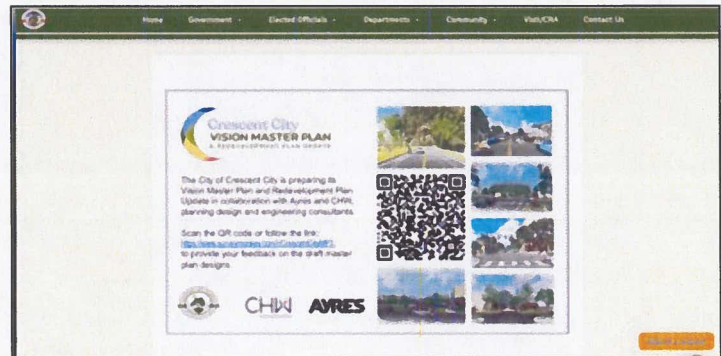 Home Government Elected Officials Departments Community Visit/CRA Contact Us
Crescent City
VISION MASTER PLAN
& REDEVELOPMENT PLAN UPDATE
The City of Crescent City is preparing its
Vision Master Plan and Redevelopment Plan
Update in collaboration with Ayres and CHW,
planning design and engineering consultants.
Scan the QR code or follow the link:
to provide your feedback on the draft master
plan designs.
CHW AYRES